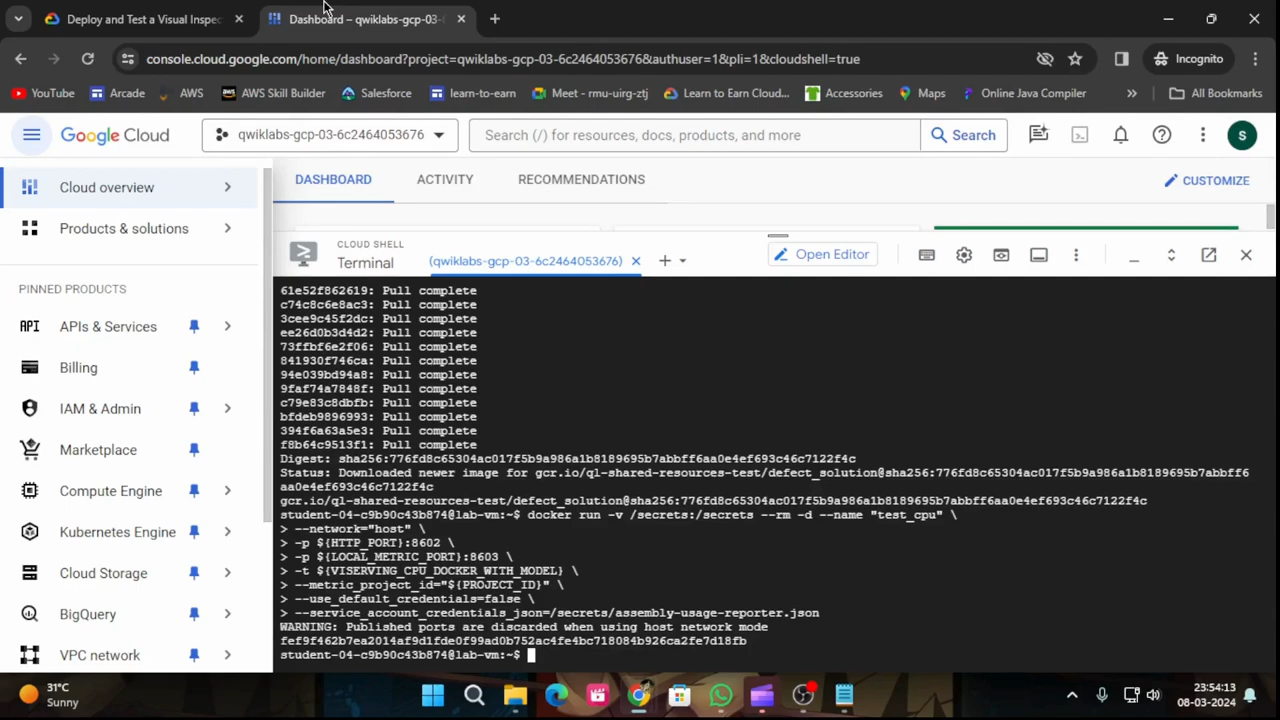 Deploy and Test a Visual Inspec
Dashboard – qwiklabs-gcp-03-
console.cloud.google.com/home/dashboard?project=qwiklabs-gcp-03-6c2464053676&authuser=1&pli=1&cloudshell=true
Incognito
YouTube
Arcade
AWS
AWS Skill Builder
Salesforce
learn-to-earn
Meet - rmu-uirg-ztj
Learn to Earn Cloud...
Accessories
Maps
Online Java Compiler
»
All Bookmarks
Google Cloud
qwiklabs-gcp-03-6c2464053676
Search (/) for resources, docs, products, and more
Search
S
Cloud overview
Products & solutions
PINNED PRODUCTS
API APIs & Services
Billing
IAM & Admin
Marketplace
Compute Engine
Kubernetes Engine
Cloud Storage
BigQuery
VPC network
DASHBOARD
ACTIVITY
RECOMMENDATIONS
CUSTOMIZE
CLOUD SHELL
Terminal
(qwiklabs-gcp-03-6c2464053676)
Open Editor
61e52f862619: Pull complete
c74c8c6e8ac3: Pull complete
3cee9c45f2dc: Pull complete
ee26d0b3d4d2: Pull complete
73ffbf6e2f06: Pull complete
841930f746ca: Pull complete
94e039bd94a8: Pull complete
9faf74a7848f: Pull complete
c79e83c8dbfb: Pull complete
bfdeb9896993: Pull complete
394f6a63a5e3: Pull complete
f8b64c9513f1: Pull complete
Digest: sha256:776fd8c65304ac017f5b9a986a1b8189695b7abbff6aa0e4ef693c46c7122f4c
Status: Downloaded newer image for gcr.io/ql-shared-resources-test/defect_solution@sha256:776fd8c65304ac017f5b9a986a1b8189695b7abbff6
aa0e4ef693c46c7122f4c
gcr.io/ql-shared-resources-test/defect_solution@sha256:776fd8c65304ac017f5b9a986a1b8189695b7abbff6aa0e4ef693c46c7122f4c
student-04-c9b90c43b874@lab-vm:~$ docker run -v /secrets:/secrets --rm -d --name "test_cpu" \
> --network="host" \
> -p ${HTTP_PORT}:8602 \
> -p ${LOCAL_METRIC_PORT}:8603 \
> -t ${VISERVING_CPU_DOCKER_WITH_MODEL} \
> --metric_project_id="${PROJECT_ID}" \
> --use_default_credentials=false \
> --service_account_credentials_json=/secrets/assembly-usage-reporter.json
WARNING: Published ports are discarded when using host network mode
fef9f462b7ea2014af9d1fde0f99ad0b752ac4fe4bc718084b926ca2fe7d18fb
student-04-c9b90c43b874@lab-vm:~$
31°C
Sunny
23:54:13
08-03-2024